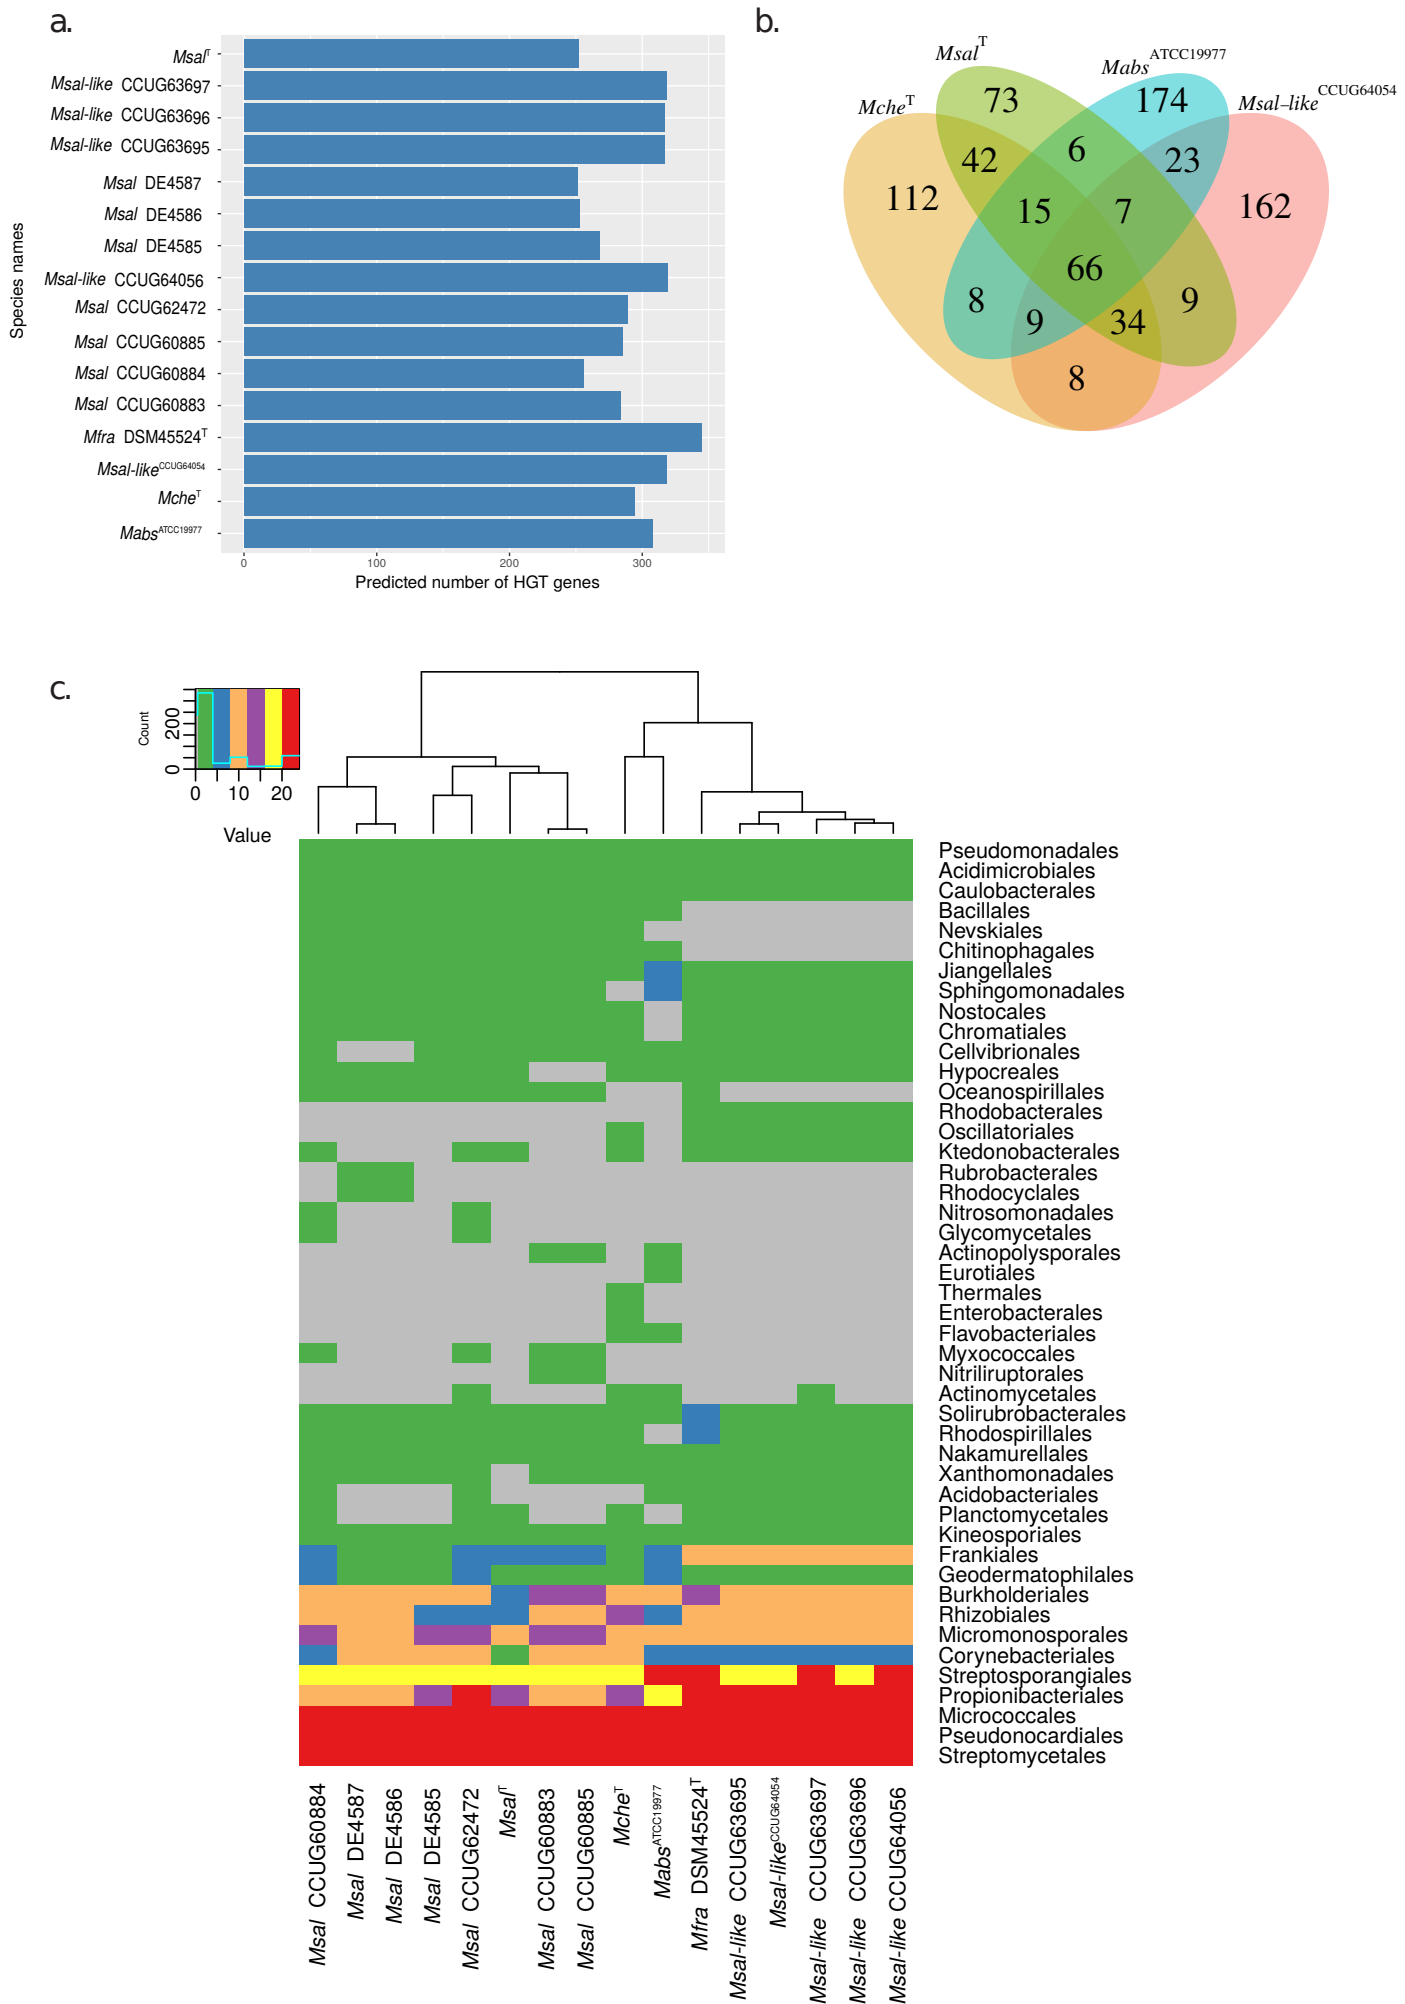 a.
Species names
Msalᵀ
Msal-like CCUG63697
Msal-like CCUG63696
Msal-like CCUG63695
Msal DE4587
Msal DE4586
Msal DE4585
Msal-like CCUG64056
Msal CCUG62472
Msal CCUG60885
Msal CCUG60884
Msal CCUG60883
Mfra DSM45524ᵀ
Msal-like CCUG64054
Mcheᵀ
Mabs ATCC19977
0 100 200 300
Predicted number of HGT genes
b.
Msal T
Mabs ATCC19977
Mche T
Msal–like CCUG64054
73
174
6
42
23
112
15
7
162
66
8
9
34
9
8
c.
Count
0 200
0 10 20
Value
Pseudomonadales
Acidimicrobiales
Caulobacterales
Bacillales
Nevskiales
Chitinophagales
Jiangellales
Sphingomonadales
Nostocales
Chromatiales
Cellvibrionales
Hypocreales
Oceanospirillales
Rhodobacterales
Oscillatoriales
Ktedonobacterales
Rubrobacterales
Rhodocyclales
Nitrosomonadales
Glycomycetales
Actinopolysporales
Eurotiales
Thermales
Enterobacterales
Flavobacteriales
Myxococcales
Nitriliruptorales
Actinomycetales
Solirubrobacterales
Rhodospirillales
Nakamurellales
Xanthomonadales
Acidobacteriales
Planctomycetales
Kineosporiales
Frankiales
Geodermatophilales
Burkholderiales
Rhizobiales
Micromonosporales
Corynebacteriales
Streptosporangiales
Propionibacteriales
Micrococcales
Pseudonocardiales
Streptomycetales
Msal CCUG60884
Msal DE4587
Msal DE4586
Msal DE4585
Msal CCUG62472
Msalᵀ
Msal CCUG60883
Msal CCUG60885
Mcheᵀ
Mabs ATCC19977
Mfra DSM45524ᵀ
Msal-like CCUG63695
Msal-like CCUG64054
Msal-like CCUG63697
Msal-like CCUG63696
Msal-like CCUG64056